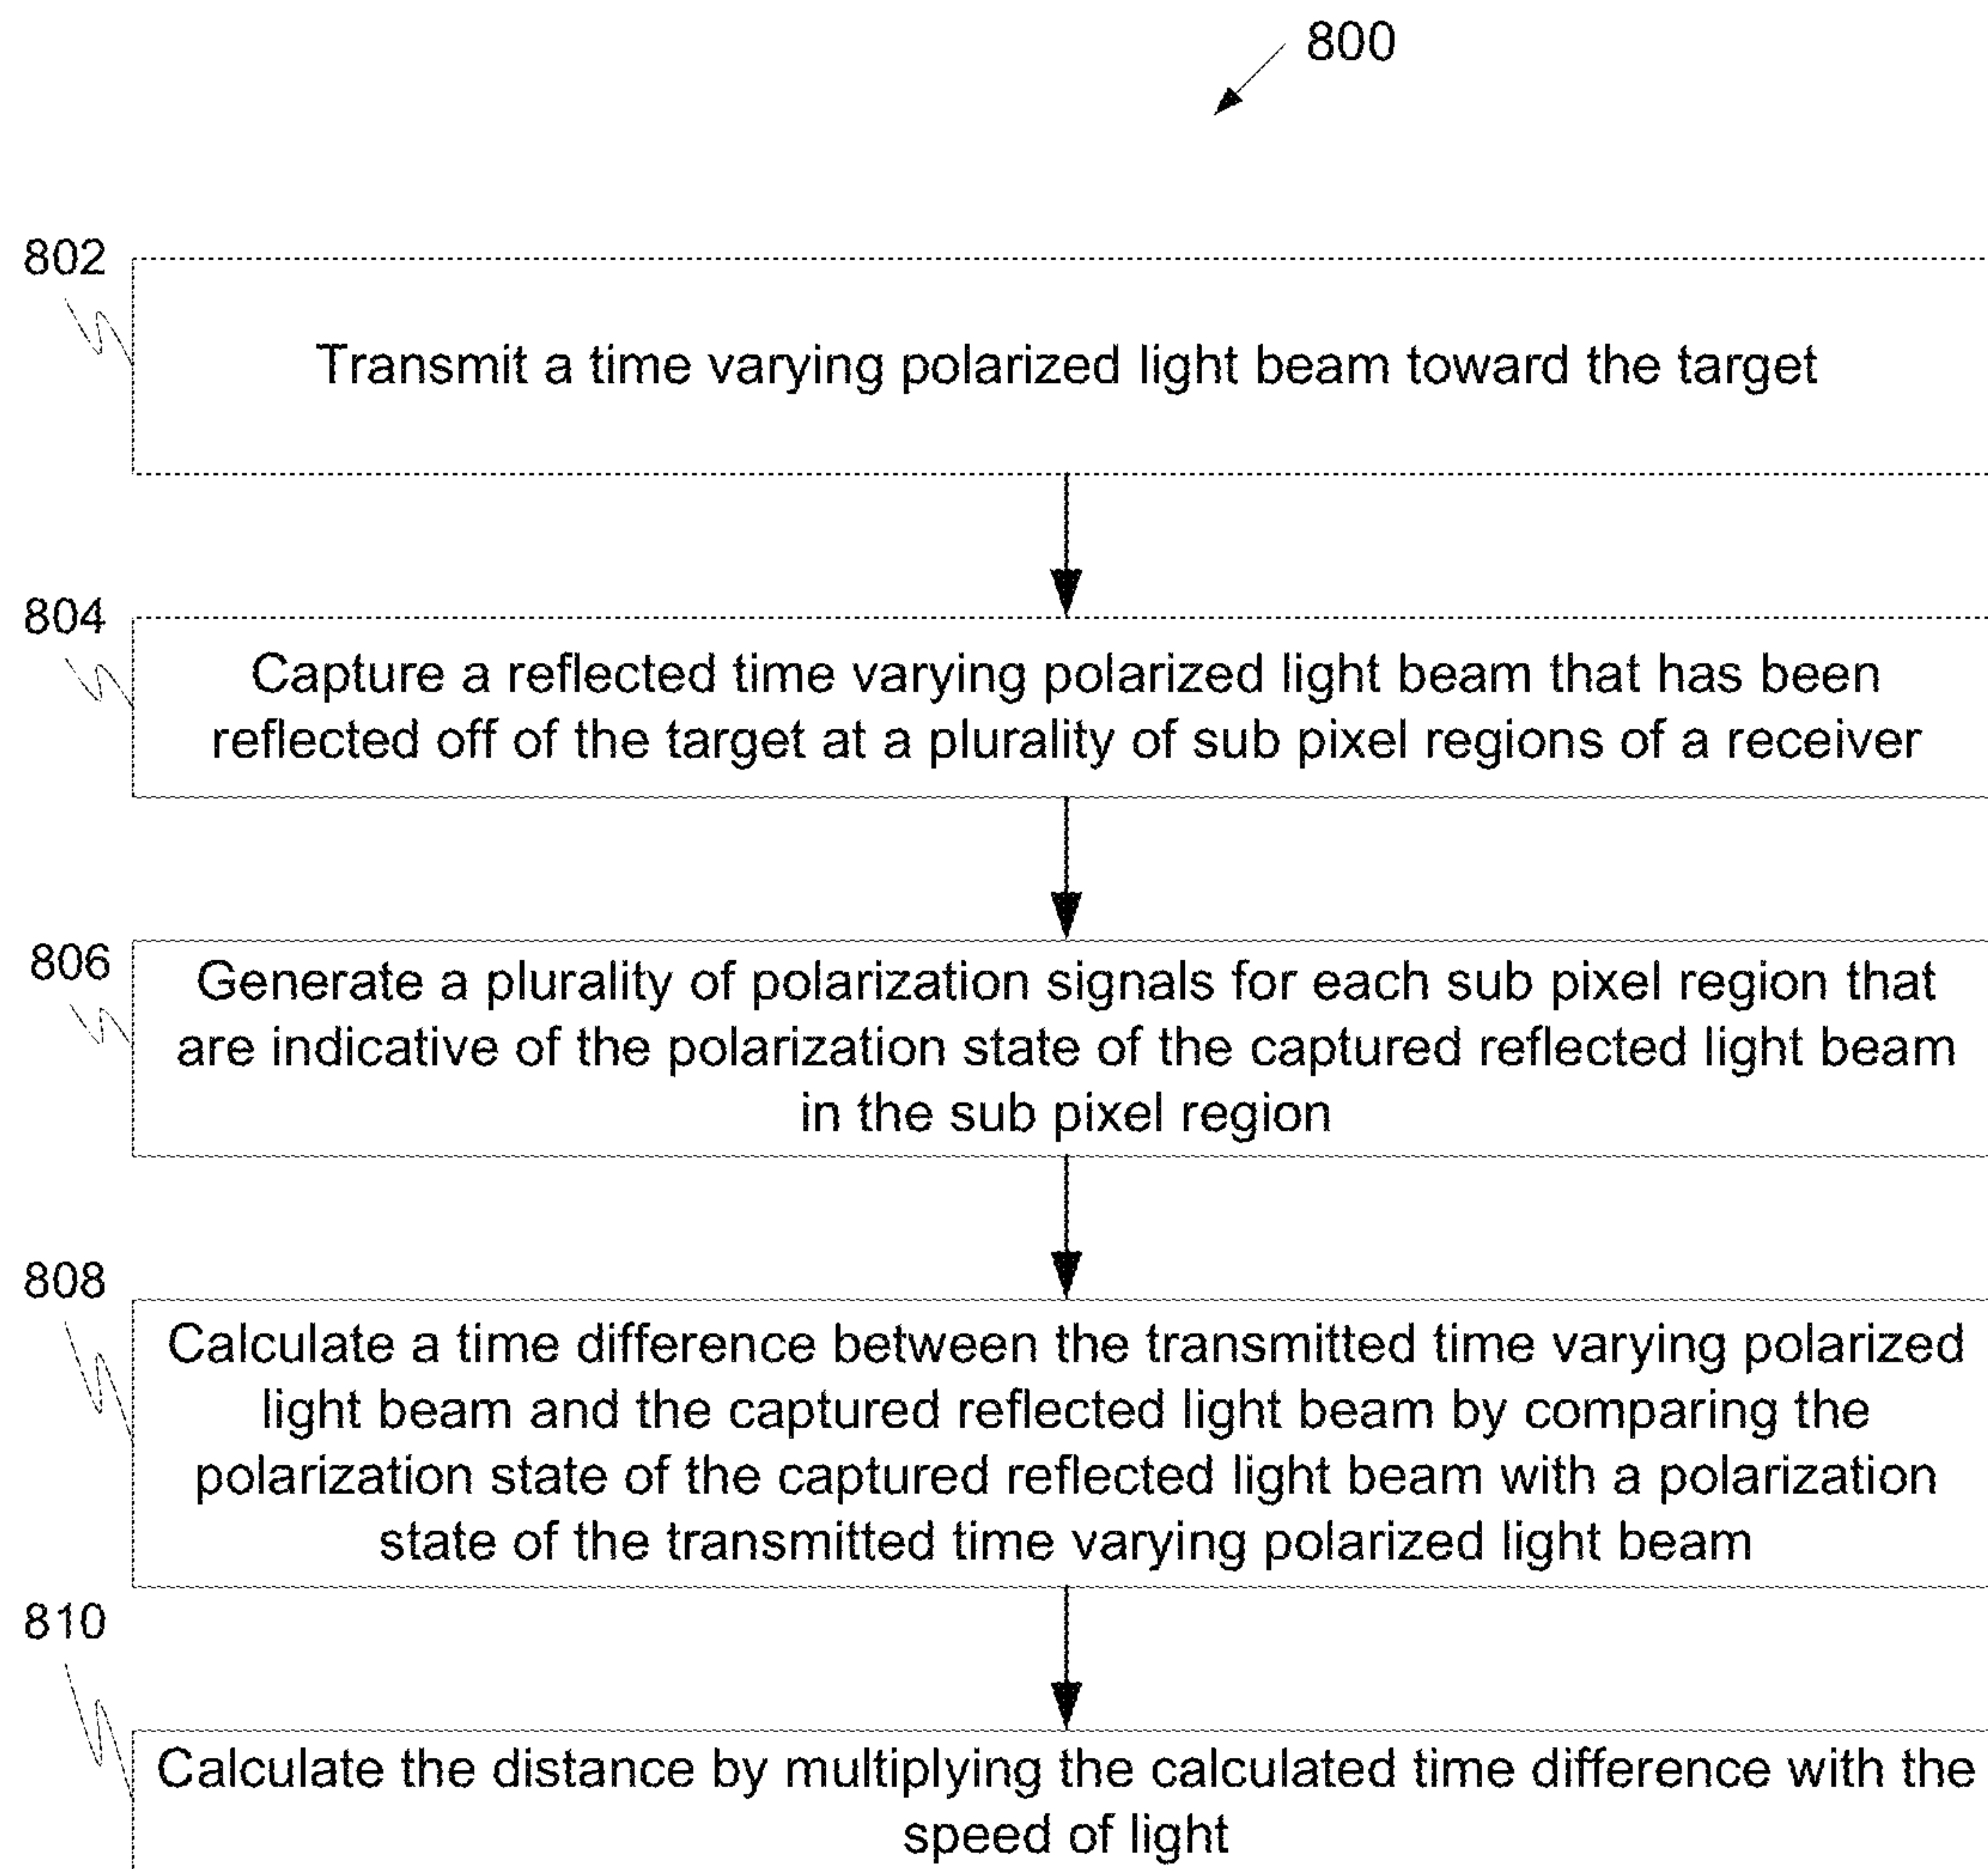 800
802
Transmit a time varying polarized light beam toward the target
804
Capture a reflected time varying polarized light beam that has been
reflected off of the target at a plurality of sub pixel regions of a receiver
806
Generate a plurality of polarization signals for each sub pixel region that
are indicative of the polarization state of the captured reflected light beam
in the sub pixel region
808
Calculate a time difference between the transmitted time varying polarized
light beam and the captured reflected light beam by comparing the
polarization state of the captured reflected light beam with a polarization
state of the transmitted time varying polarized light beam
810
Calculate the distance by multiplying the calculated time difference with the
speed of light